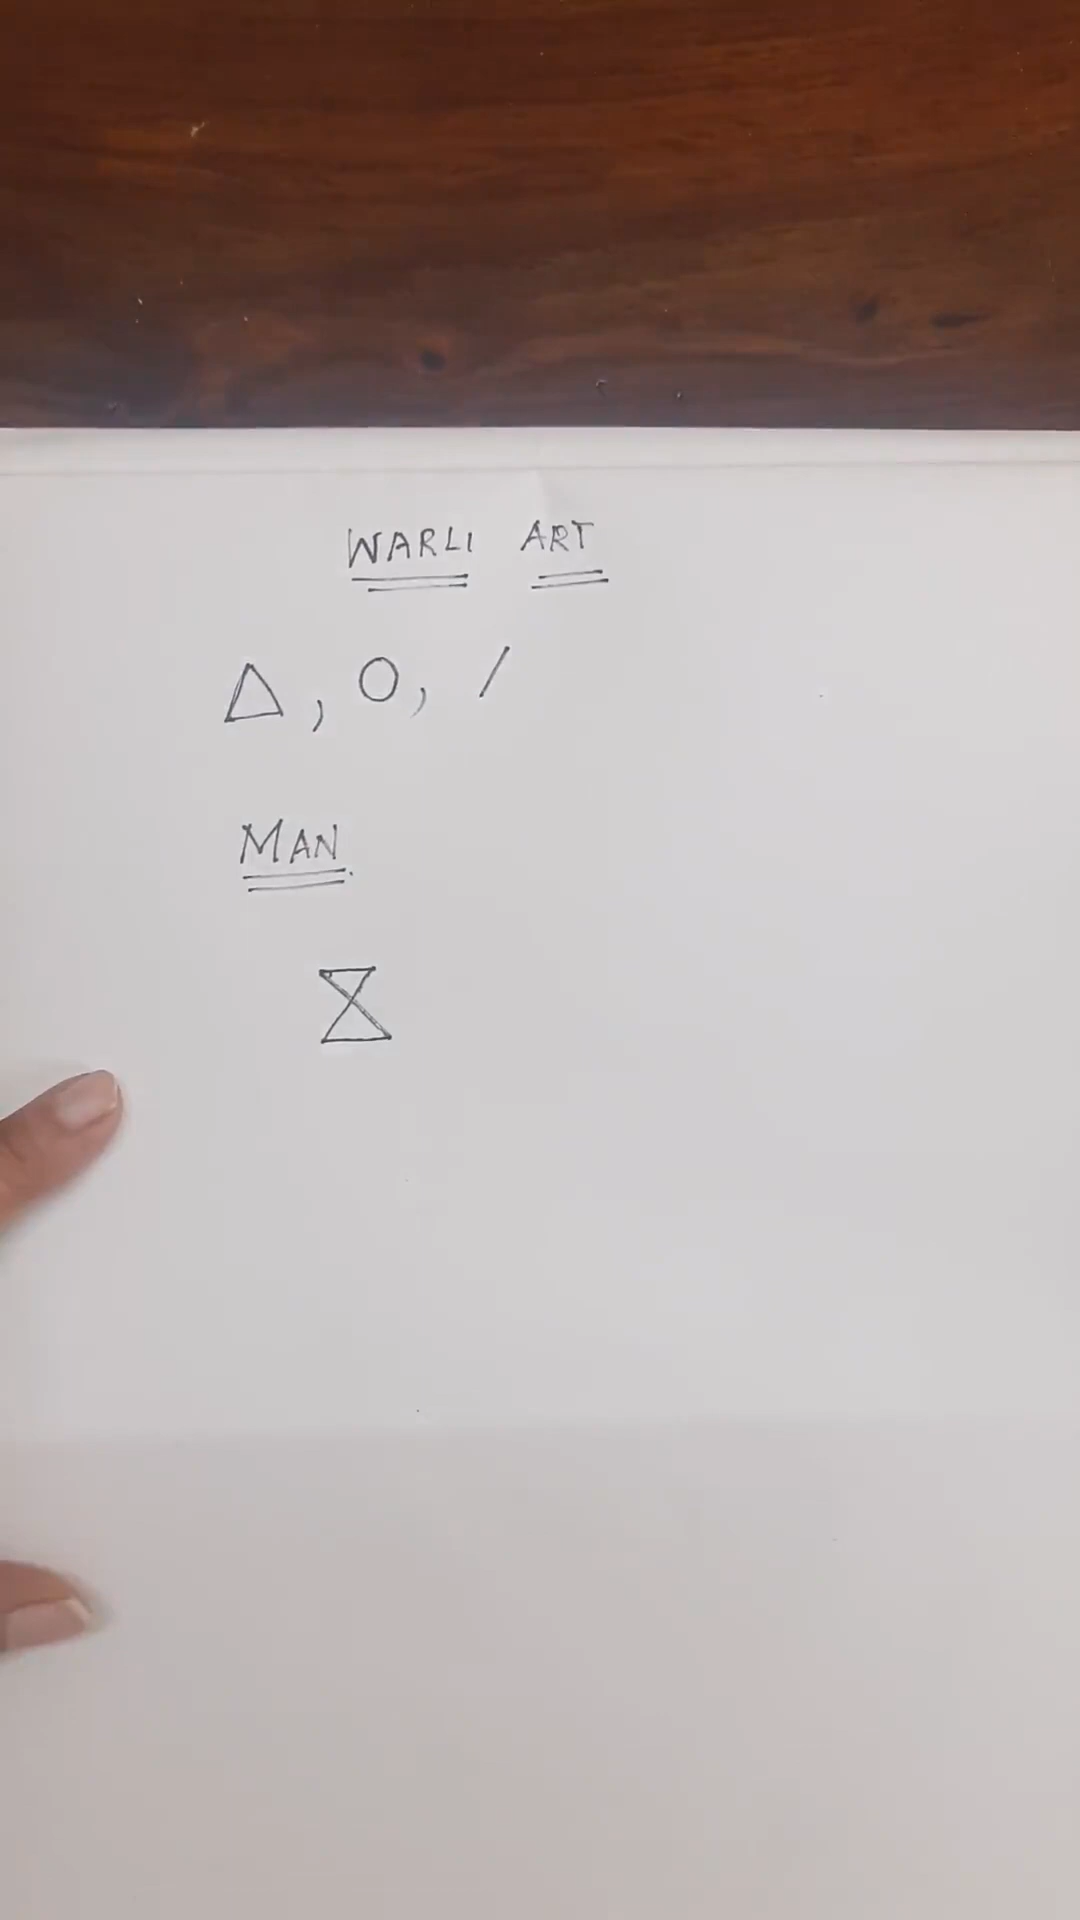 WARLI ART
Δ, O, /
MAN.